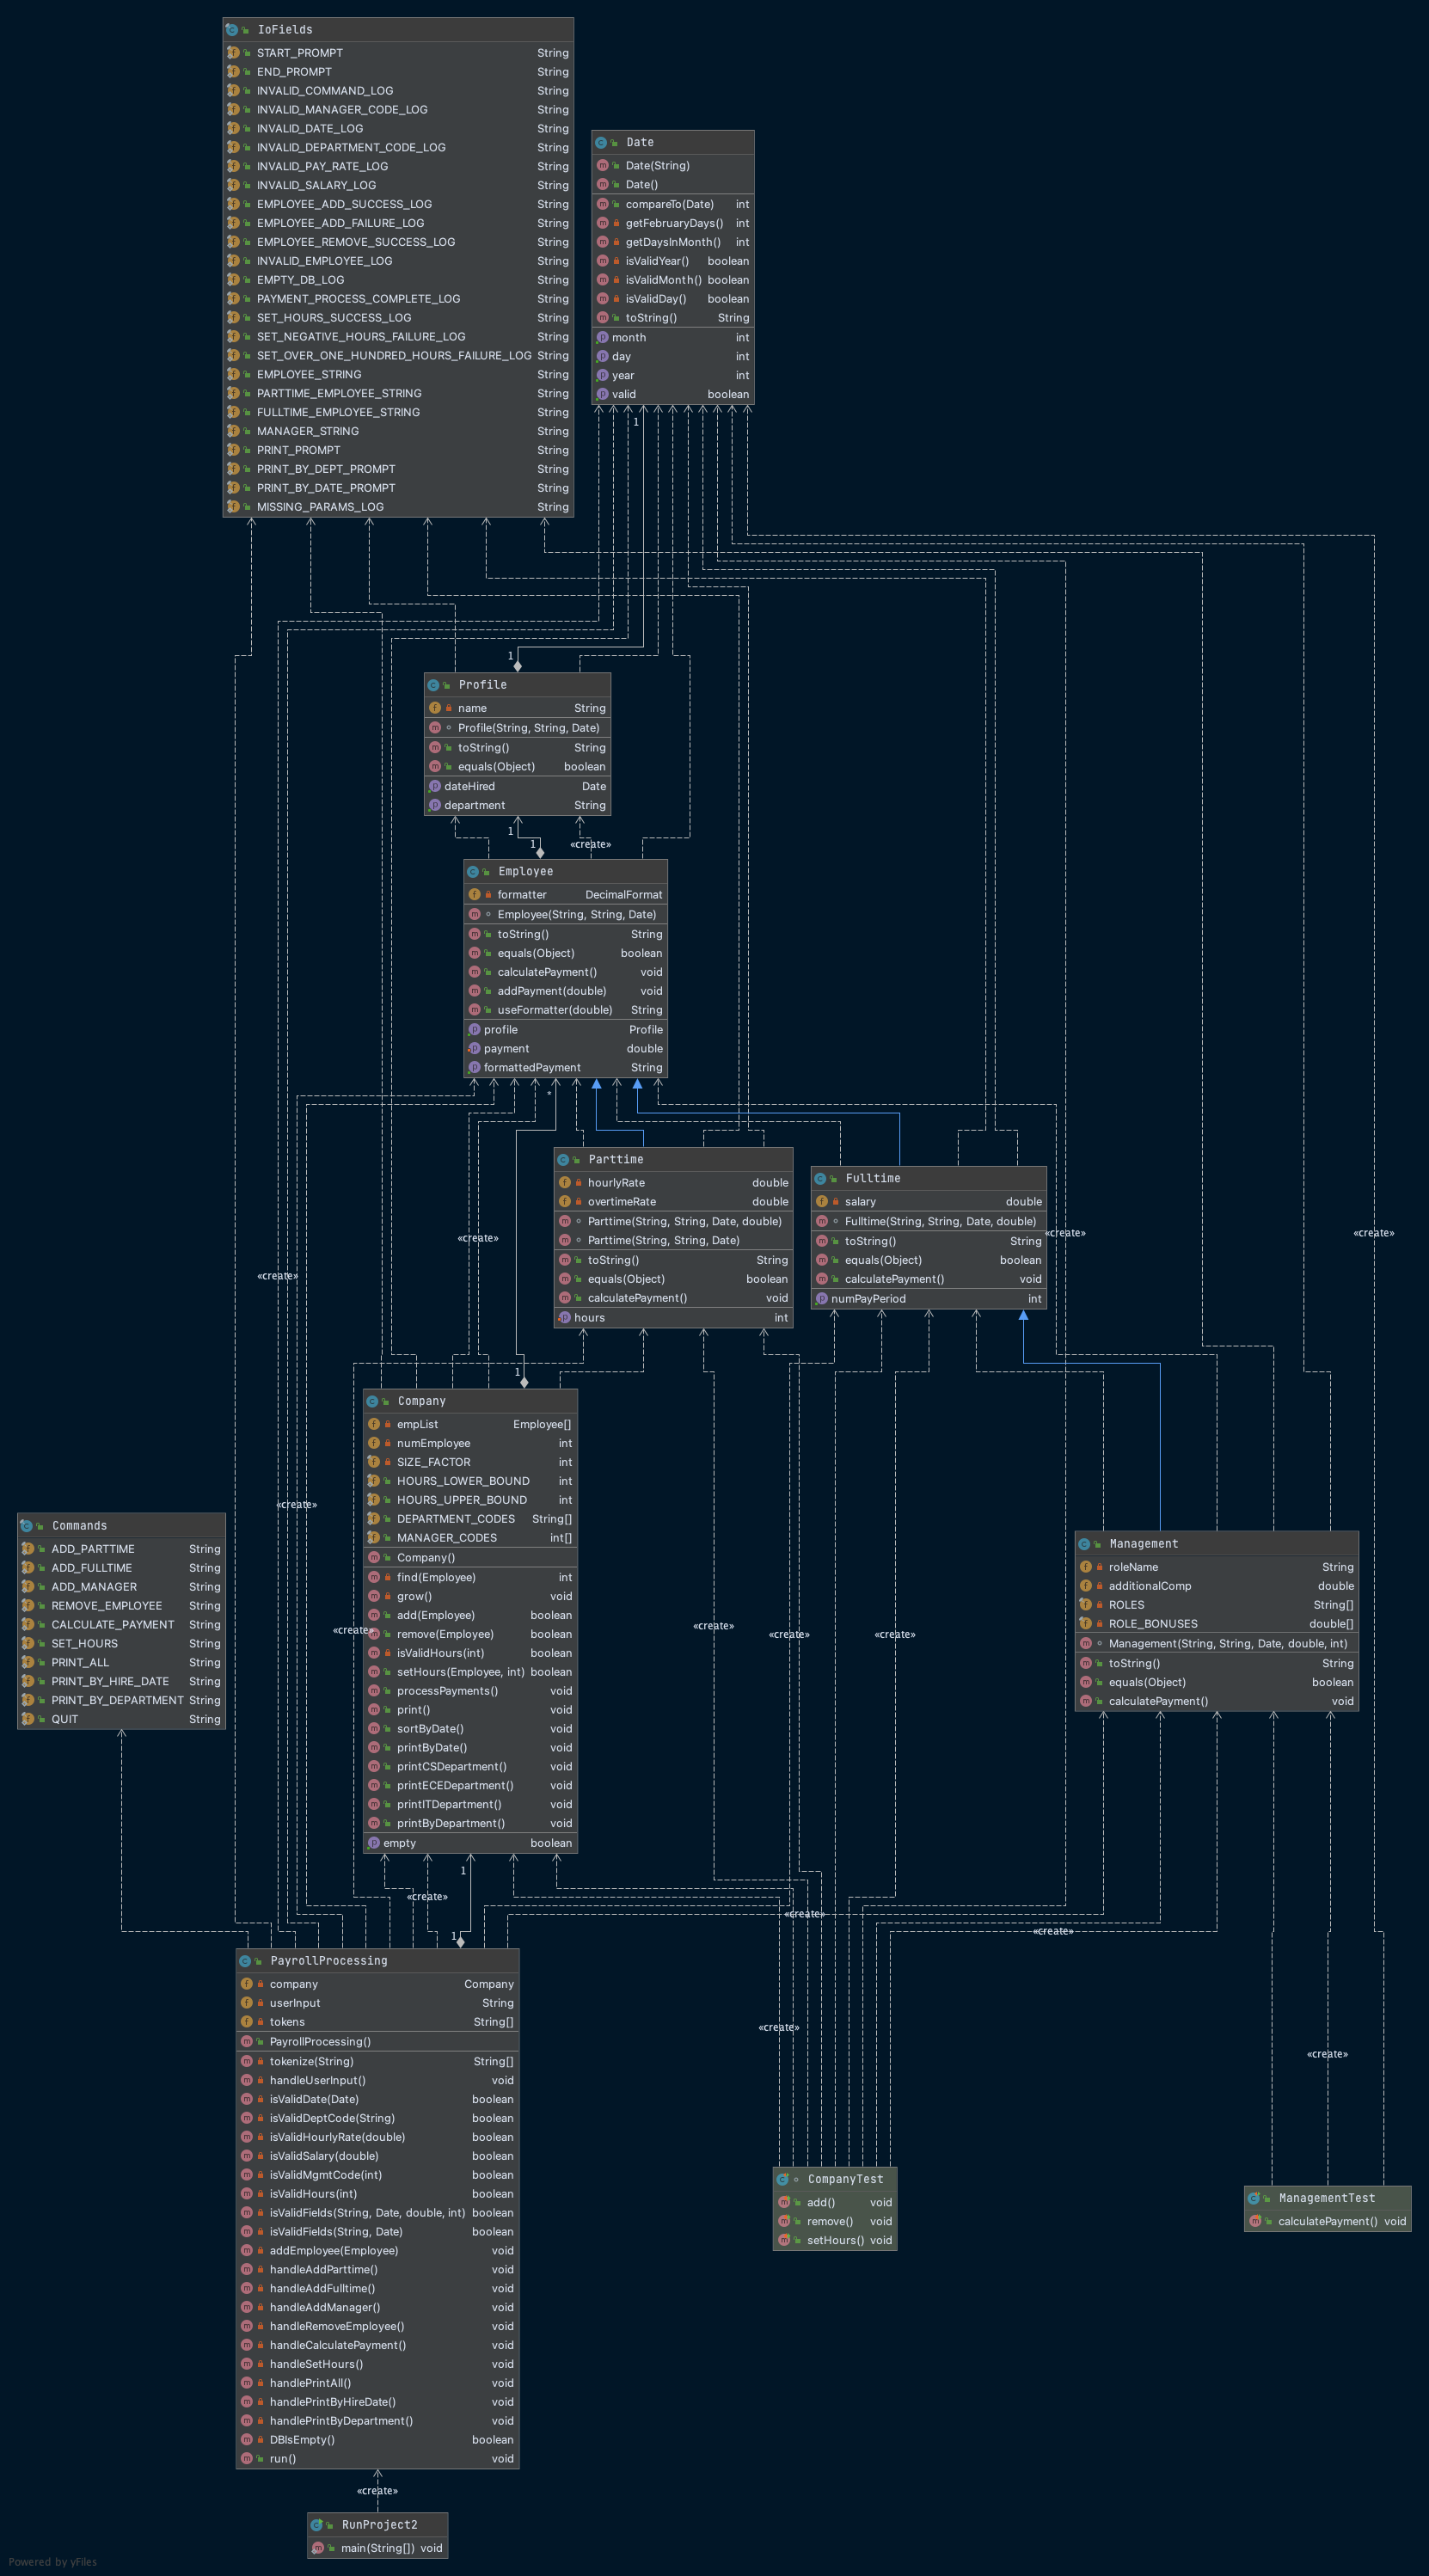 IoFields
START_PROMPT String
END_PROMPT String
INVALID_COMMAND_LOG String
INVALID_MANAGER_CODE_LOG String
INVALID_DATE_LOG String
INVALID_DEPARTMENT_CODE_LOG String
INVALID_PAY_RATE_LOG String
INVALID_SALARY_LOG String
EMPLOYEE_ADD_SUCCESS_LOG String
EMPLOYEE_ADD_FAILURE_LOG String
EMPLOYEE_REMOVE_SUCCESS_LOG String
INVALID_EMPLOYEE_LOG String
EMPTY_DB_LOG String
PAYMENT_PROCESS_COMPLETE_LOG String
SET_HOURS_SUCCESS_LOG String
SET_NEGATIVE_HOURS_FAILURE_LOG String
SET_OVER_ONE_HUNDRED_HOURS_FAILURE_LOG String
EMPLOYEE_STRING String
PARTTIME_EMPLOYEE_STRING String
FULLTIME_EMPLOYEE_STRING String
MANAGER_STRING String
PRINT_PROMPT String
PRINT_BY_DEPT_PROMPT String
PRINT_BY_DATE_PROMPT String
MISSING_PARAMS_LOG String
Date
Date(String)
Date()
compareTo(Date) int
getFebruaryDays() int
getDaysInMonth() int
isValidYear() boolean
isValidMonth() boolean
isValidDay() boolean
toString() String
month int
day int
year int
valid boolean
1
1
Profile
name String
Profile(String, String, Date)
toString() String
equals(Object) boolean
dateHired Date
department String
1
1
«create»
Employee
formatter DecimalFormat
Employee(String, String, Date)
toString() String
equals(Object) boolean
calculatePayment() void
addPayment(double) void
useFormatter(double) String
profile Profile
payment double
formattedPayment String
*
Parttime
hourlyRate double
overtimeRate double
Parttime(String, String, Date, double)
Parttime(String, String, Date)
toString() String
equals(Object) boolean
calculatePayment() void
hours int
Fulltime
salary double
Fulltime(String, String, Date, double)
toString() String
equals(Object) boolean
calculatePayment() void
numPayPeriod int
«create»
«create»
«create»
«create»
1
Company
empList Employee[]
numEmployee int
SIZE_FACTOR int
HOURS_LOWER_BOUND int
HOURS_UPPER_BOUND int
DEPARTMENT_CODES String[]
MANAGER_CODES int[]
Company()
find(Employee) int
grow() void
add(Employee) boolean
remove(Employee) boolean
isValidHours(int) boolean
setHours(Employee, int) boolean
processPayments() void
print() void
sortByDate() void
printByDate() void
printCSDepartment() void
printECEDepartment() void
printITDepartment() void
printByDepartment() void
empty boolean
«create»
«create»
«create»
«create»
«create»
Commands
ADD_PARTTIME String
ADD_FULLTIME String
ADD_MANAGER String
REMOVE_EMPLOYEE String
CALCULATE_PAYMENT String
SET_HOURS String
PRINT_ALL String
PRINT_BY_HIRE_DATE String
PRINT_BY_DEPARTMENT String
QUIT String
Management
roleName String
additionalComp double
ROLES String[]
ROLE_BONUSES double[]
Management(String, String, Date, double, int)
toString() String
equals(Object) boolean
calculatePayment() void
1
«create»
«create»
«create»
1
PayrollProcessing
company Company
userInput String
tokens String[]
PayrollProcessing()
tokenize(String) String[]
handleUserInput() void
isValidDate(Date) boolean
isValidDeptCode(String) boolean
isValidHourlyRate(double) boolean
isValidSalary(double) boolean
isValidMgmtCode(int) boolean
isValidHours(int) boolean
isValidFields(String, Date, double, int) boolean
isValidFields(String, Date) boolean
addEmployee(Employee) void
handleAddParttime() void
handleAddFulltime() void
handleAddManager() void
handleRemoveEmployee() void
handleCalculatePayment() void
handleSetHours() void
handlePrintAll() void
handlePrintByHireDate() void
handlePrintByDepartment() void
DBIsEmpty() boolean
run() void
«create»
«create»
CompanyTest
add() void
remove() void
setHours() void
ManagementTest
calculatePayment() void
«create»
RunProject2
main(String[]) void
Powered by yFiles